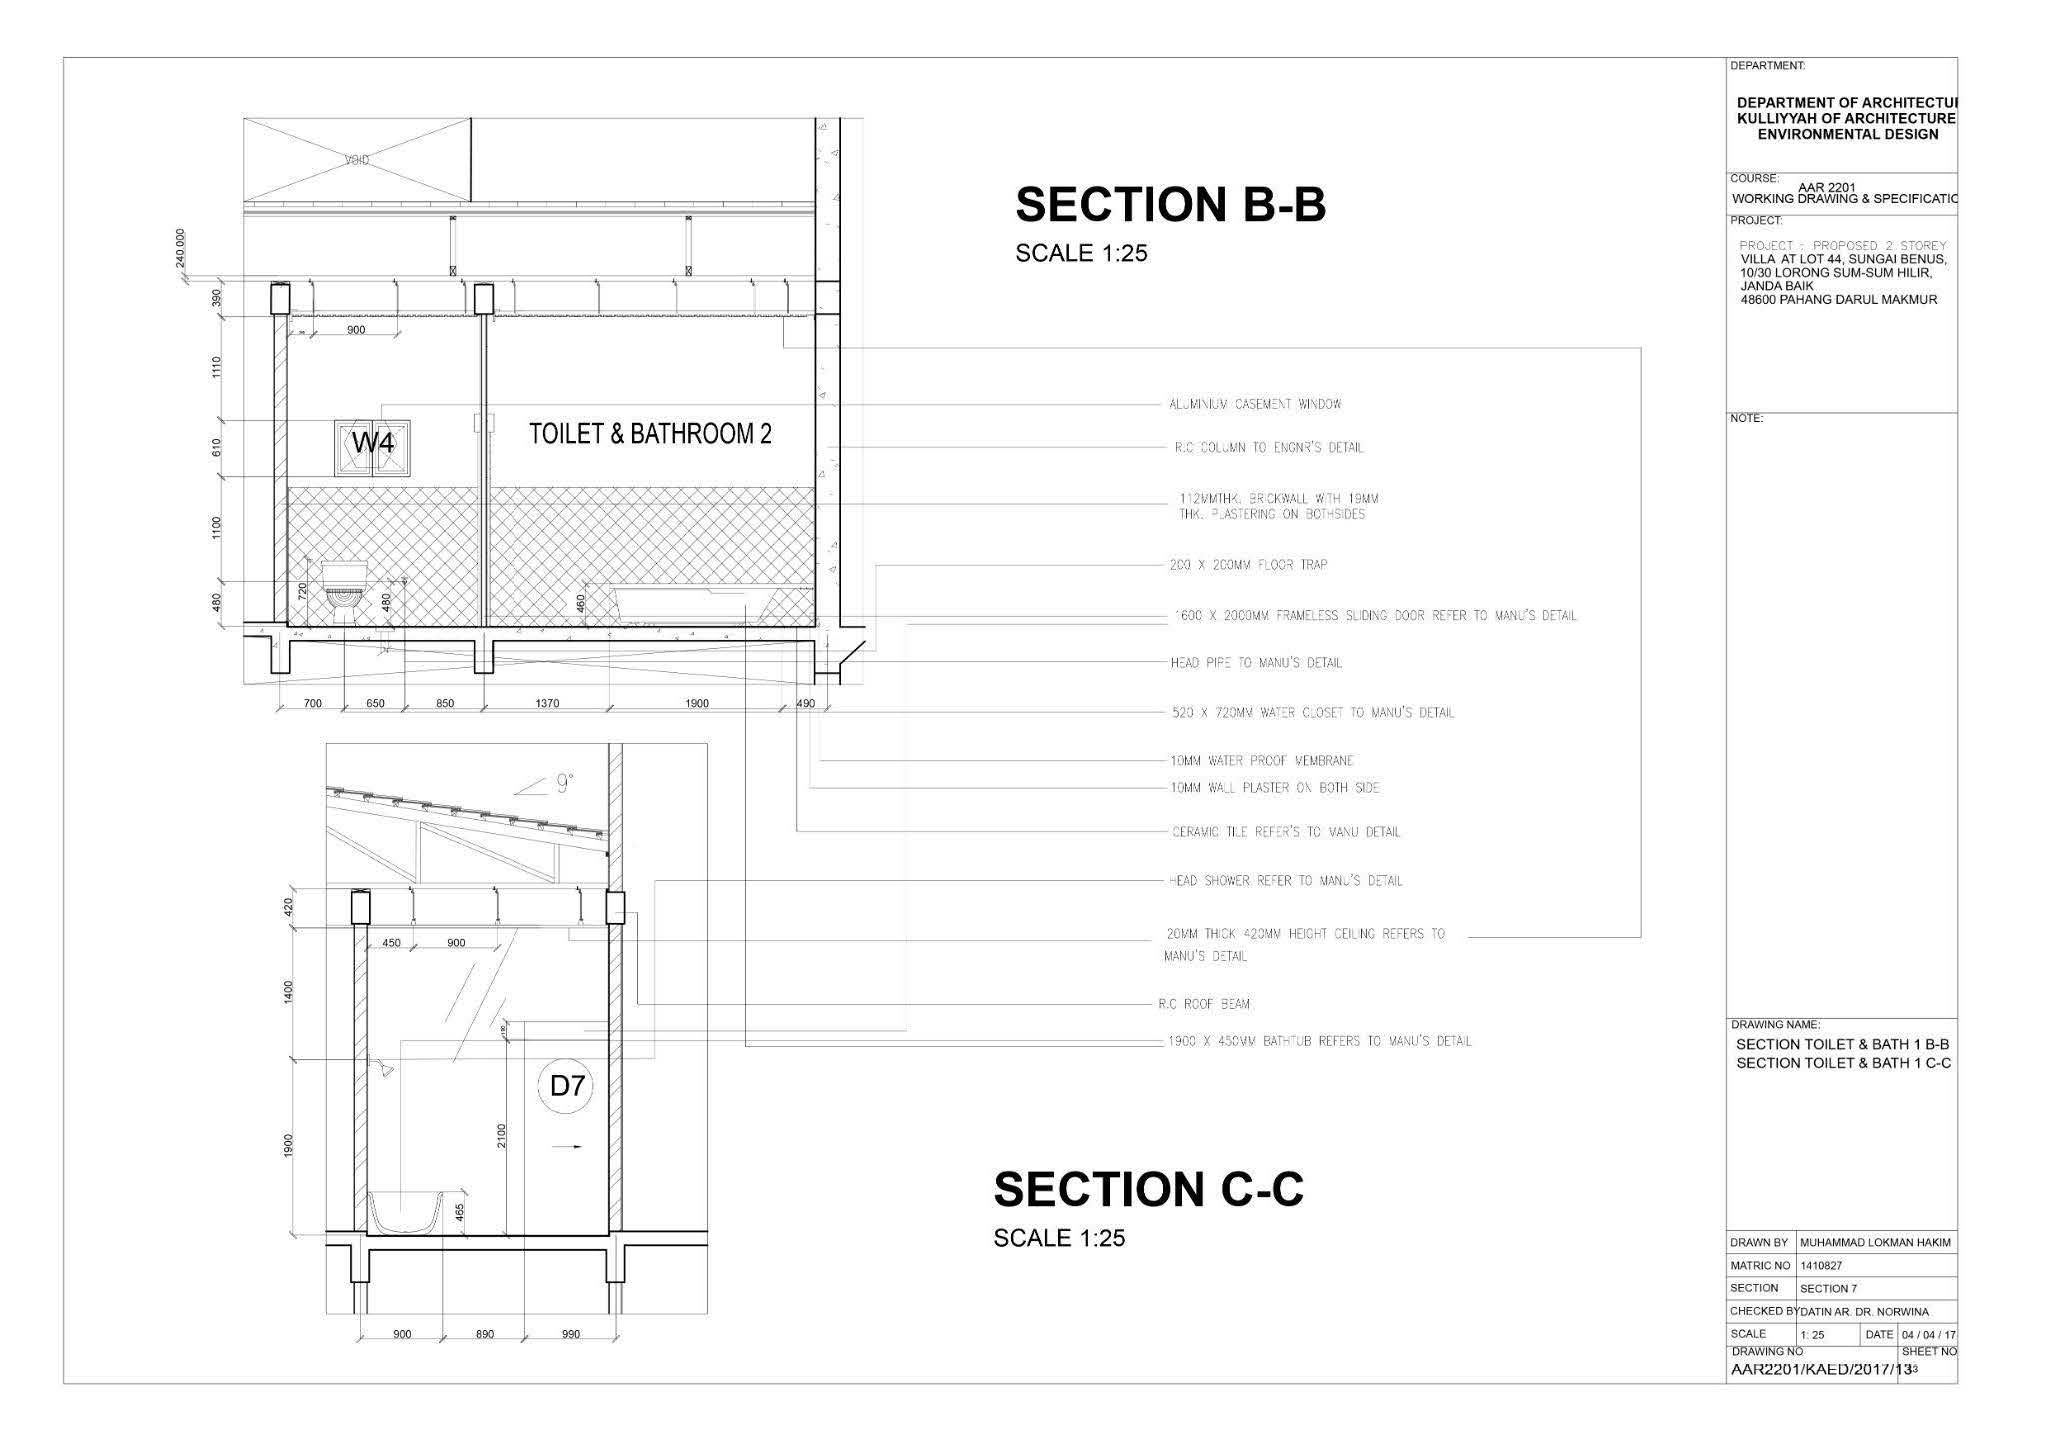 VOID
240.000
390
1110
610
1100
480
900
W4
TOILET & BATHROOM 2
720
480
460
700
650
850
1370
1900
490
SECTION B-B
SCALE 1:25
ALUMINIUM CASEMENT WINDOW
R.C COLUMN TO ENGNR'S DETAIL
112MMTHK. BRICKWALL WITH 19MM
THK. PLASTERING ON BOTHSIDES
200 X 200MM FLOOR TRAP
1600 X 2000MM FRAMELESS SLIDING DOOR REFER TO MANU'S DETAIL
HEAD PIPE TO MANU'S DETAIL
520 X 720MM WATER CLOSET TO MANU'S DETAIL
10MM WATER PROOF MEMBRANE
10MM WALL PLASTER ON BOTH SIDE
CERAMIC TILE REFER'S TO MANU DETAIL
HEAD SHOWER REFER TO MANU'S DETAIL
20MM THICK 420MM HEIGHT CEILING REFERS TO
MANU'S DETAIL
R.C ROOF BEAM
1900 X 450MM BATHTUB REFERS TO MANU'S DETAIL
9°
420
1400
1900
450
900
D7
2100
465
900
890
990
SECTION C-C
SCALE 1:25
DEPARTMENT:
DEPARTMENT OF ARCHITECTU
KULLIYYAH OF ARCHITECTURE
ENVIRONMENTAL DESIGN
COURSE:
AAR 2201
WORKING DRAWING & SPECIFICATIO
PROJECT:
PROJECT : PROPOSED 2 STOREY
VILLA AT LOT 44, SUNGAI BENUS,
10/30 LORONG SUM-SUM HILIR,
JANDA BAIK
48600 PAHANG DARUL MAKMUR
NOTE:
DRAWING NAME:
SECTION TOILET & BATH 1 B-B
SECTION TOILET & BATH 1 C-C
DRAWN BY MUHAMMAD LOKMAN HAKIM
MATRIC NO 1410827
SECTION SECTION 7
CHECKED BY DATIN AR. DR. NORWINA
SCALE 1: 25 DATE 04 / 04 / 17
DRAWING NO SHEET NO
AAR2201/KAED/2017/13